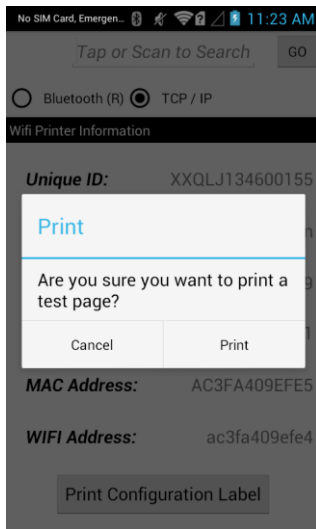 No SIM Card, Emergen... 11:23 AM
Tap or Scan to Search GO
Bluetooth (R) TCP / IP
Wifi Printer Information
Unique ID: XXQLJ134600155
n
Print
Are you sure you want to print a
9
test page?
1
Cancel Print
MAC Address: AC3FA409EFE5
WIFI Address: ac3fa409efe4
Print Configuration Label